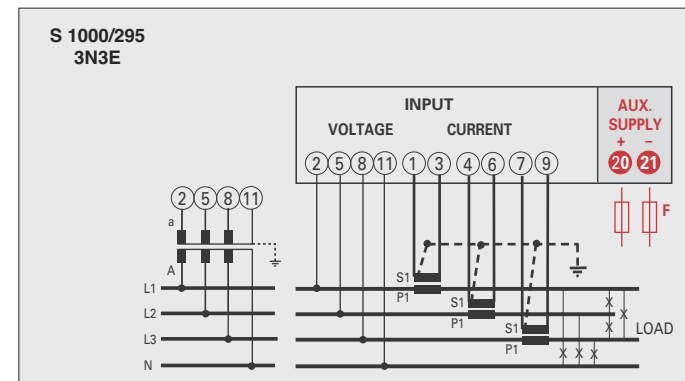 S 1000/295
3N3E
INPUT
VOLTAGE CURRENT
AUX.
SUPPLY
+ –
2 5 8 11 1 3 4 6 7 9
20 21
2 5 8 11
a
F
A
S1
P1
L1
S1
P1
L2
S1
P1
L3
N
LOAD
X
X X
X
X X X